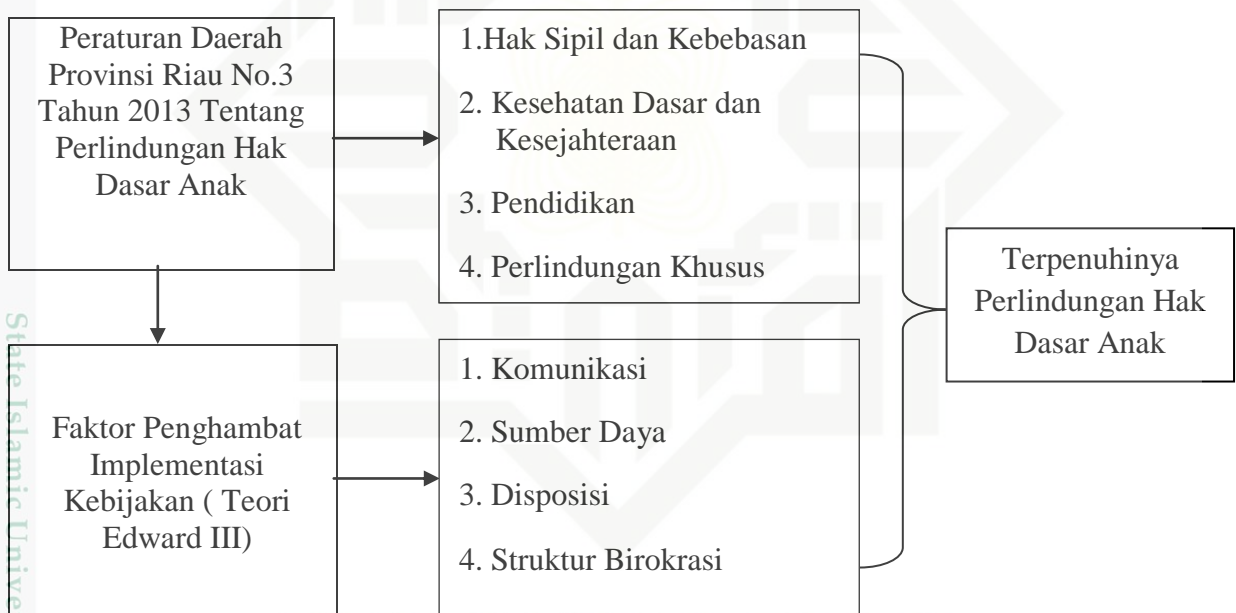 Peraturan Daerah
Provinsi Riau No.3
Tahun 2013 Tentang
Perlindungan Hak
Dasar Anak
1.Hak Sipil dan Kebebasan
2. Kesehatan Dasar dan
Kesejahteraan
3. Pendidikan
4. Perlindungan Khusus
Faktor Penghambat
Implementasi
Kebijakan ( Teori
Edward III)
1. Komunikasi
2. Sumber Daya
3. Disposisi
4. Struktur Birokrasi
Terpenuhinya
Perlindungan Hak
Dasar Anak
State Islamic Unive